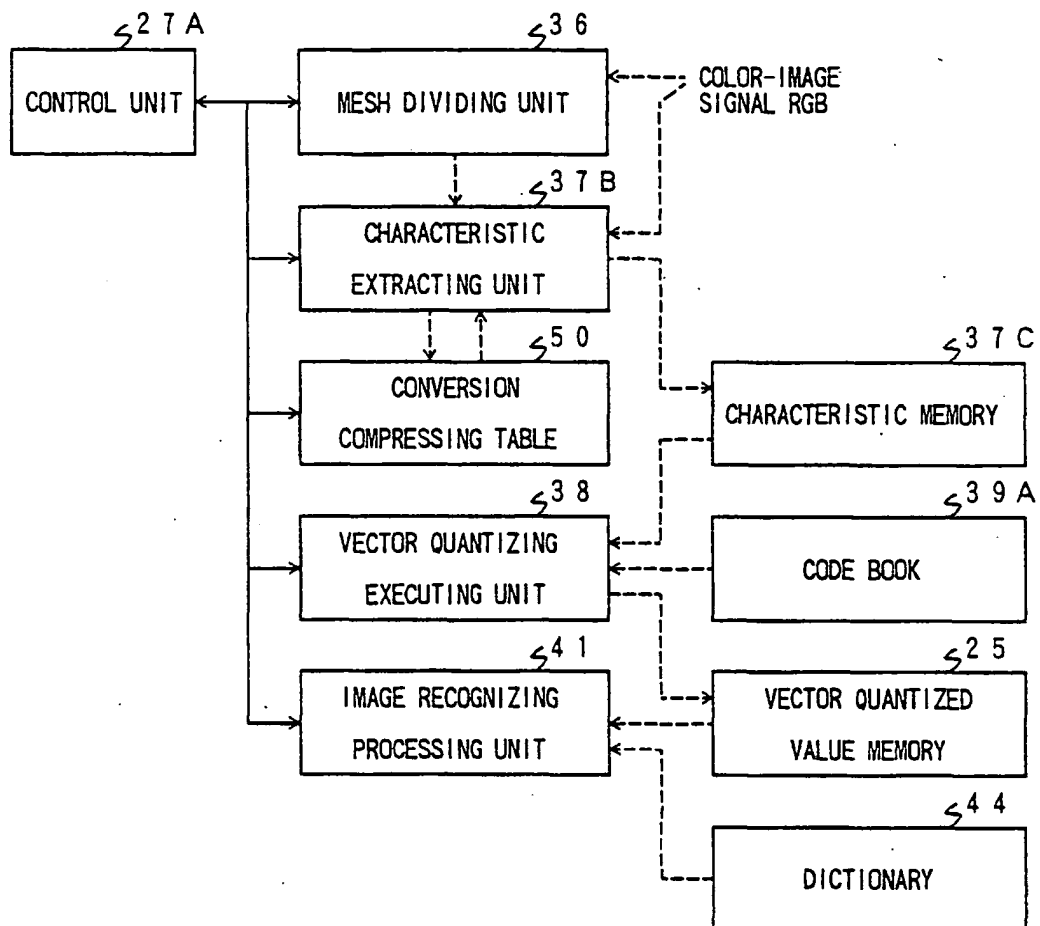 27A
36
CONTROL UNIT
MESH DIVIDING UNIT
COLOR-IMAGE
SIGNAL RGB
37B
CHARACTERISTIC
EXTRACTING UNIT
50
CONVERSION
COMPRESSING TABLE
37C
CHARACTERISTIC MEMORY
38
VECTOR QUANTIZING
EXECUTING UNIT
39A
CODE BOOK
41
IMAGE RECOGNIZING
PROCESSING UNIT
25
VECTOR QUANTIZED
VALUE MEMORY
44
DICTIONARY